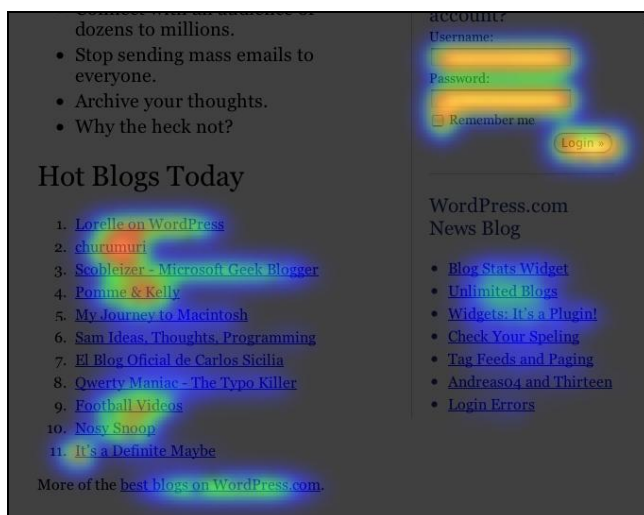 Connect with an audience of
dozens to millions.
• Stop sending mass emails to
everyone.
• Archive your thoughts.
• Why the heck not?
Hot Blogs Today
1. Lorelle on WordPress
2. churumuri
3. Scobleizer - Microsoft Geek Blogger
4. Pomme & Kelly
5. My Journey to Macintosh
6. Sam Ideas, Thoughts, Programming
7. El Blog Oficial de Carlos Sicilia
8. Qwerty Maniac - The Typo Killer
9. Football Videos
10. Nosy Snoop
11. It's a Definite Maybe
More of the best blogs on WordPress.com.
account?
Username:
Password:
Remember me
Login »
WordPress.com
News Blog
• Blog Stats Widget
• Unlimited Blogs
• Widgets: It's a Plugin!
• Check Your Speling
• Tag Feeds and Paging
• Andreas04 and Thirteen
• Login Errors